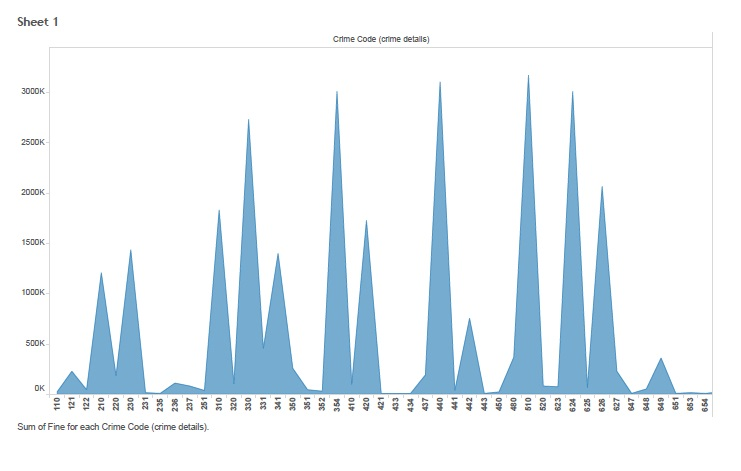 Sheet 1
Crime Code (crime details)
3000K
2500K
2000K
1500K
1000K
500K
0K
110 121 122 210 220 230 231 235 236 237 251 310 320 330 331 341 350 351 352 354 410 420 421 433 434 437 440 441 442 443 450 480 510 520 623 624 625 626 627 647 648 649 651 653 654
Sum of Fine for each Crime Code (crime details).